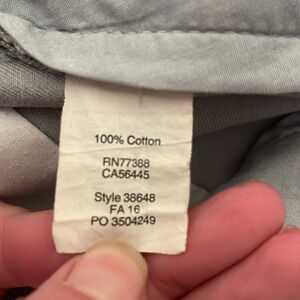 100% Cotton
RN77388
CA56445
Style 38648
FA 16
PO 3504249